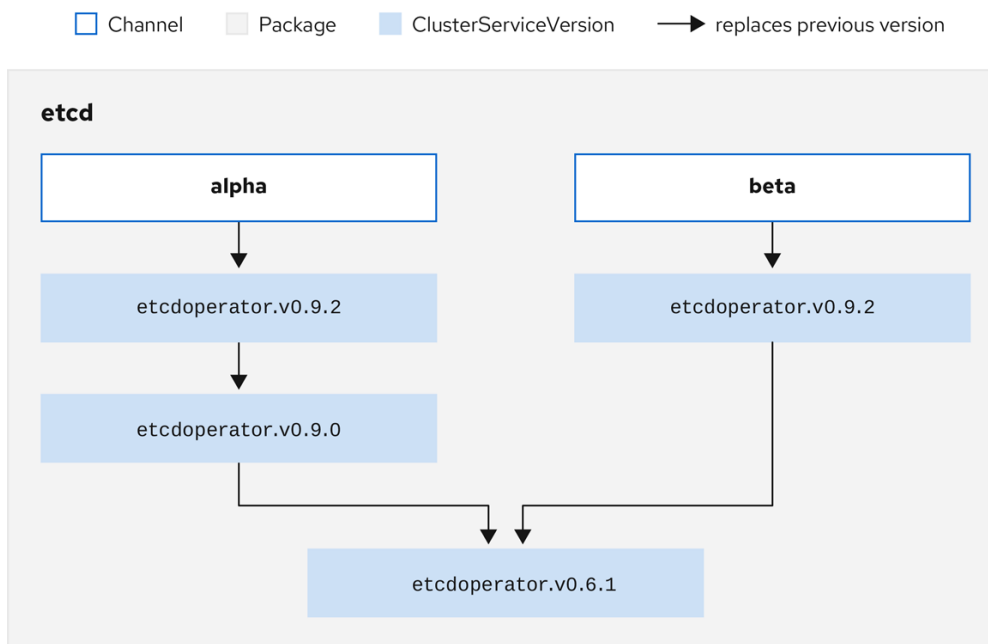 Channel
Package
ClusterServiceVersion
replaces previous version
etcd
alpha
beta
etcdoperator.v0.9.2
etcdoperator.v0.9.2
etcdoperator.v0.9.0
etcdoperator.v0.6.1